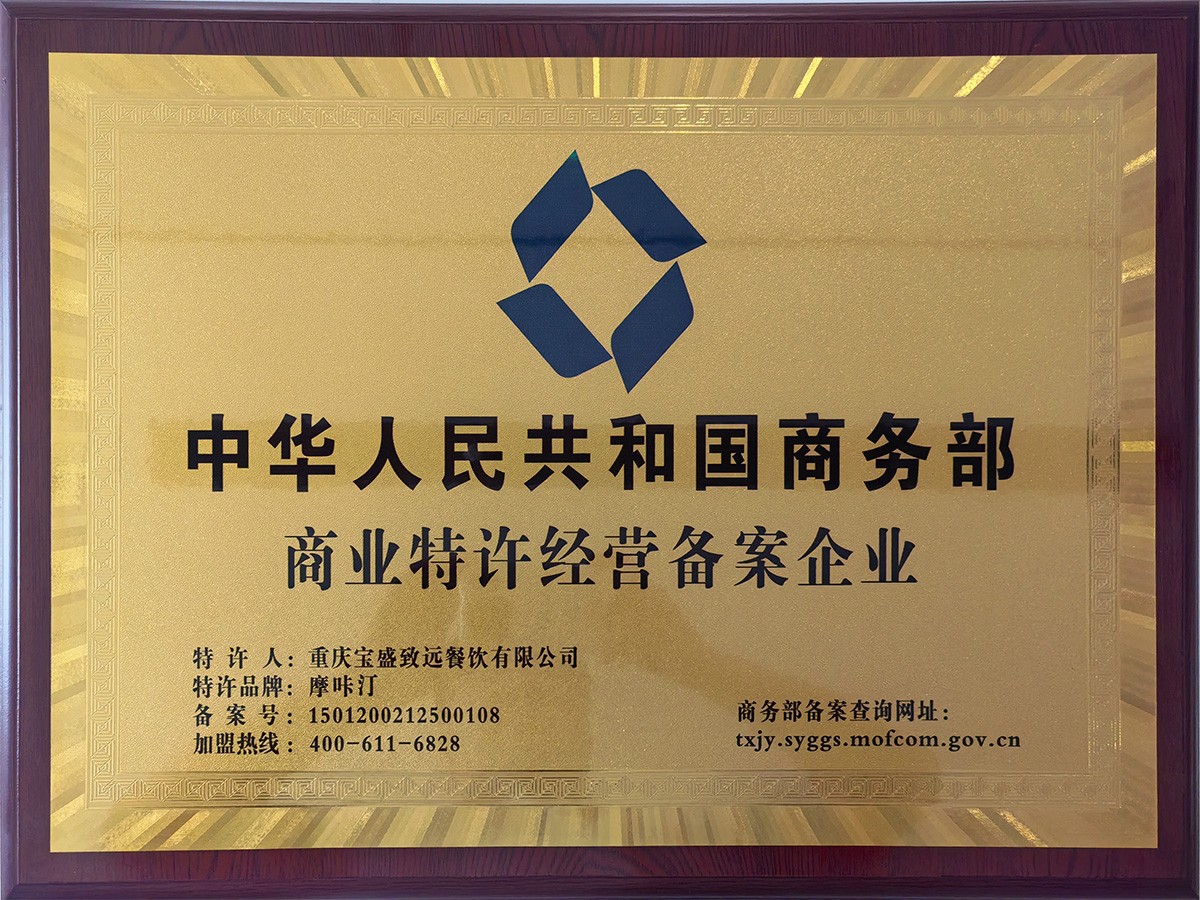 中华人民共和国商务部
商业特许经营备案企业
特 许 人：重庆宝盛致远餐饮有限公司
特许品牌：摩咔汀
备 案 号：1501200212500108
加盟热线：400-611-6828
商务部备案查询网址：
txjy.syggs.mofcom.gov.cn